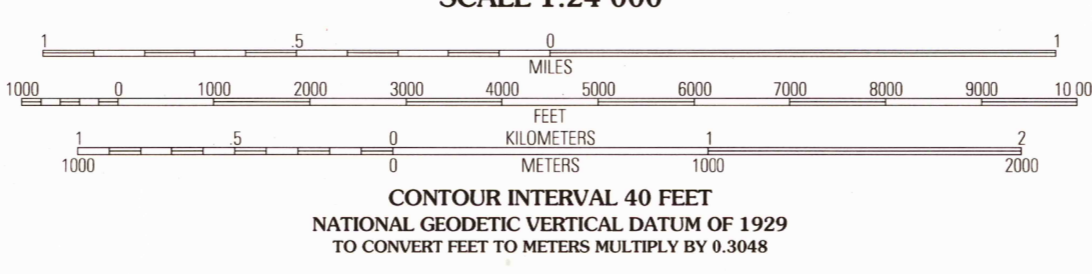 SCALE 1:24 000
1 .5 0 1
MILES
1000 0 1000 2000 3000 4000 5000 6000 7000 8000 9000 10 00
FEET
1 .5 0 KILOMETERS 1 2
1000 0 METERS 1000 2000
CONTOUR INTERVAL 40 FEET
NATIONAL GEODETIC VERTICAL DATUM OF 1929
TO CONVERT FEET TO METERS MULTIPLY BY 0.3048